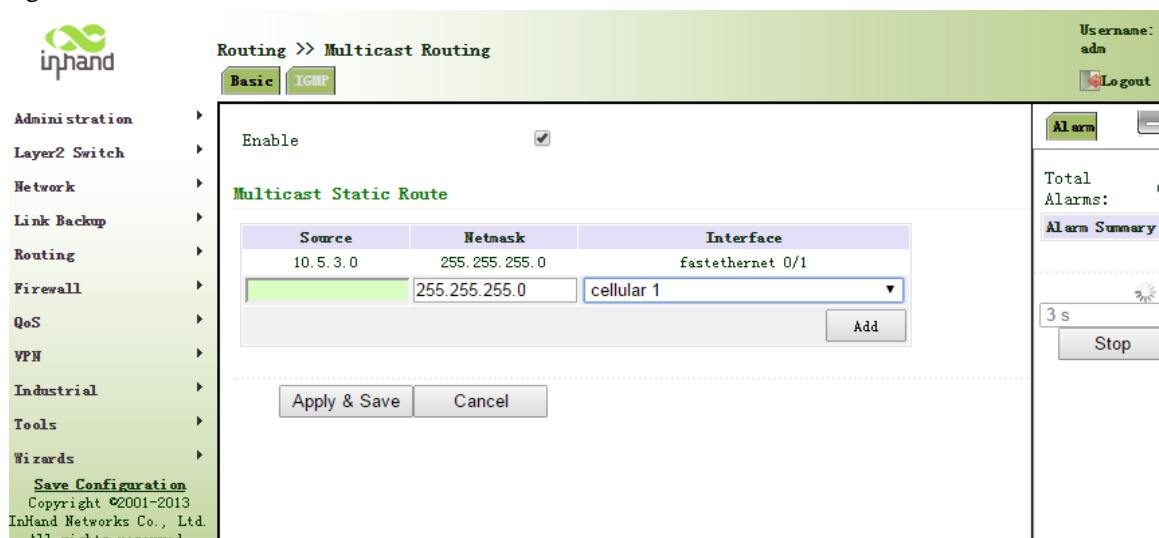 inhand
Routing >> Multicast Routing
Basic
IGMP
Username:
adm
Logout
Administration
Layer2 Switch
Network
Link Backup
Routing
Firewall
QoS
VPN
Industrial
Tools
Wizards
Save Configuration
Copyright ©2001-2013
InHand Networks Co., Ltd.
Enable
Multicast Static Route
Source Netmask Interface
10.5.3.0 255.255.255.0 fastethernet 0/1
255.255.255.0 cellular 1
Add
Apply & Save Cancel
Alarm
Total
Alarms:
Alarm Summary
3 s
Stop